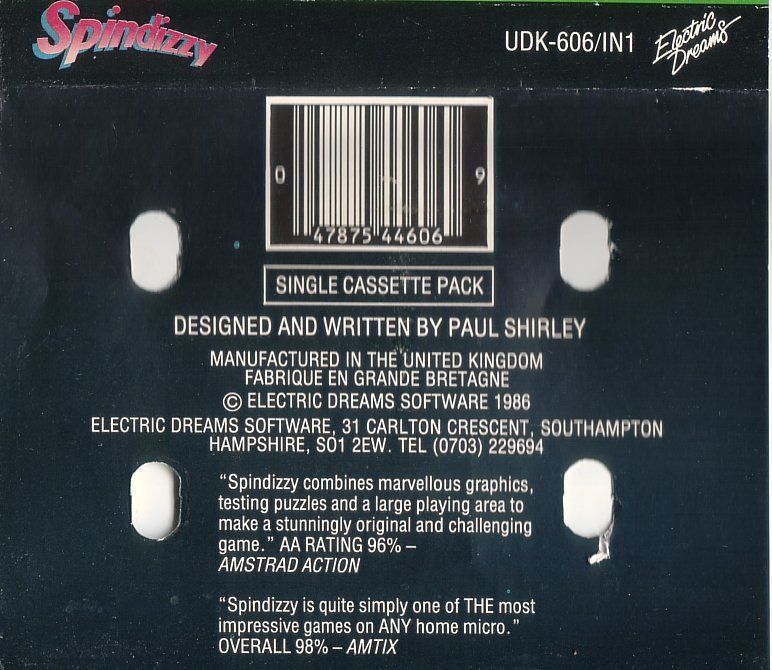 Spindizzy
UDK-606/IN1
Electric
Dreams
0 9
47875 44606
SINGLE CASSETTE PACK
DESIGNED AND WRITTEN BY PAUL SHIRLEY
MANUFACTURED IN THE UNITED KINGDOM
FABRIQUE EN GRANDE BRETAGNE
© ELECTRIC DREAMS SOFTWARE 1986
ELECTRIC DREAMS SOFTWARE, 31 CARLTON CRESCENT, SOUTHAMPTON
HAMPSHIRE, SO1 2EW. TEL (0703) 229694
“Spindizzy combines marvellous graphics,
testing puzzles and a large playing area to
make a stunningly original and challenging
game.” AA RATING 96% –
AMSTRAD ACTION
“Spindizzy is quite simply one of THE most
impressive games on ANY home micro.”
OVERALL 98% – AMTIX